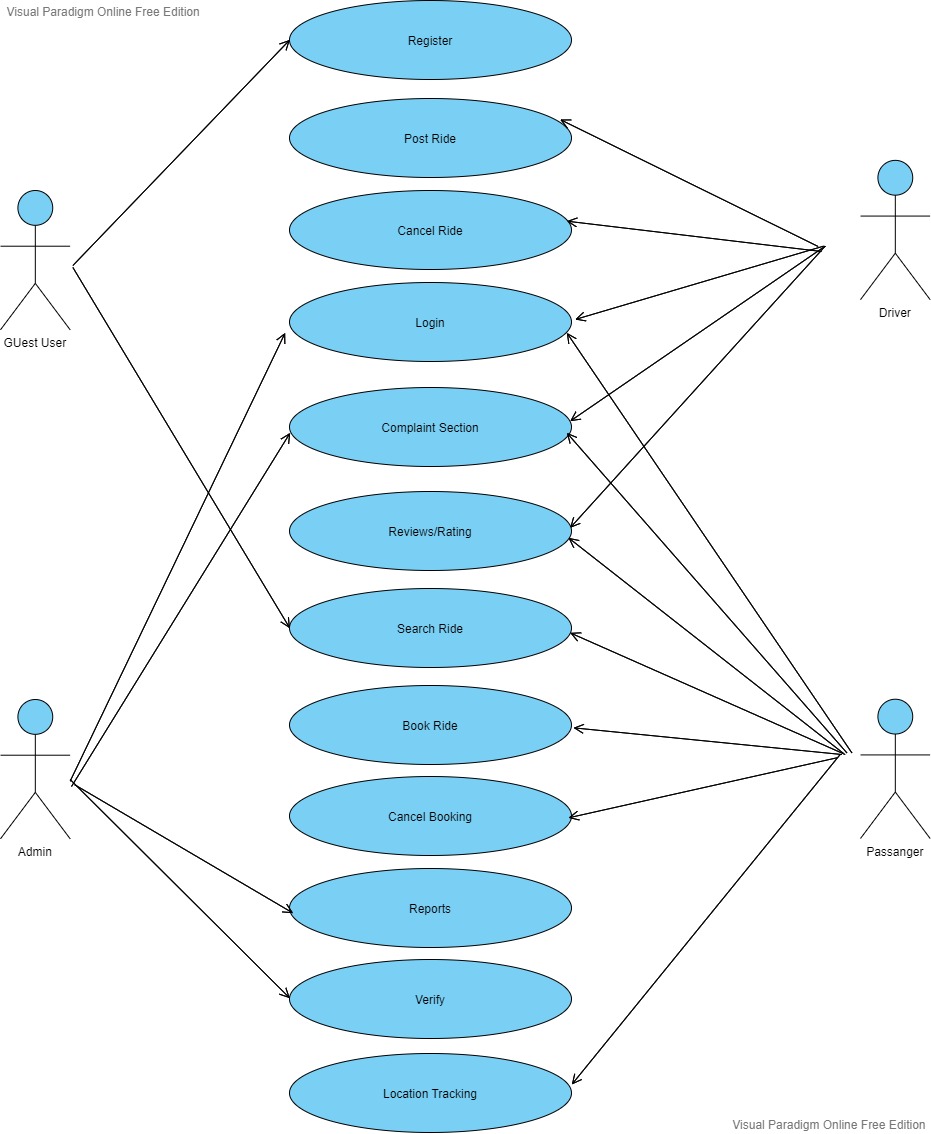 Visual Paradigm Online Free Edition
Register
Post Ride
Cancel Ride
GUest User
Driver
Login
Complaint Section
Reviews/Rating
Search Ride
Book Ride
Cancel Booking
Admin
Passanger
Reports
Verify
Location Tracking
Visual Paradigm Online Free Edition